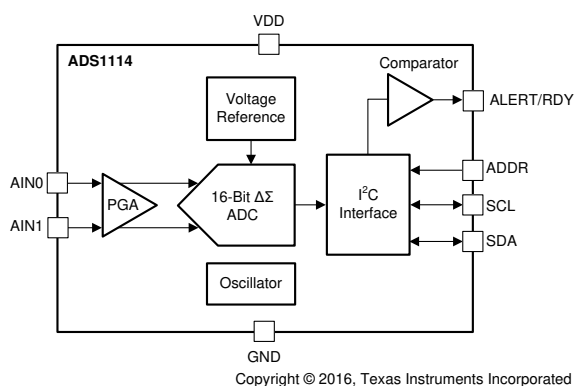 VDD
ADS1114
Comparator
Voltage
Reference
ALERT/RDY
ADDR
AIN0
PGA
16-Bit ΔΣ
ADC
I²C
Interface
SCL
AIN1
SDA
Oscillator
GND
Copyright © 2016, Texas Instruments Incorporated